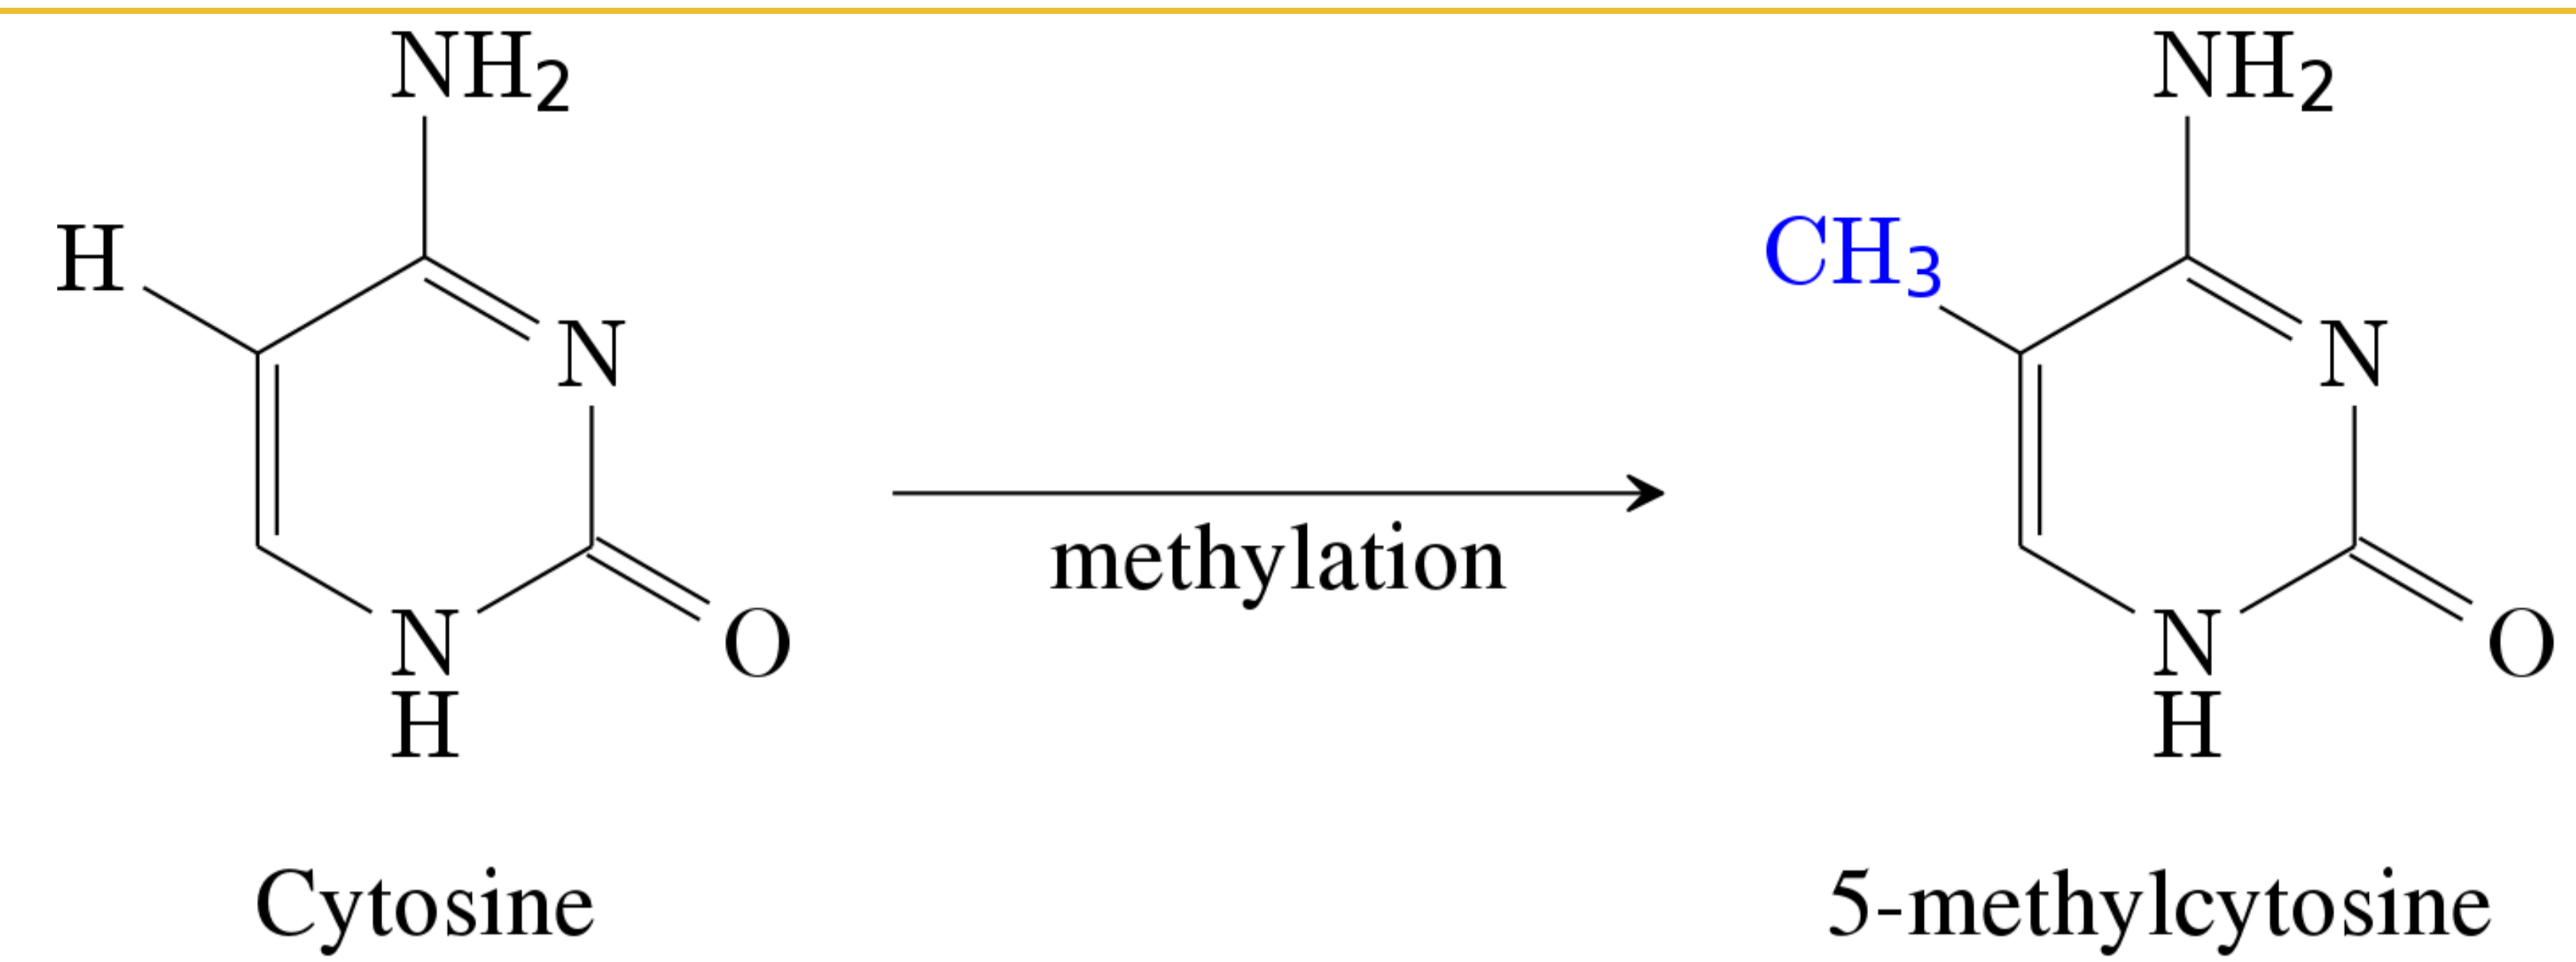 NH2 NH2
H CH3
N N
methylation
N O N O
H H
Cytosine 5-methylcytosine